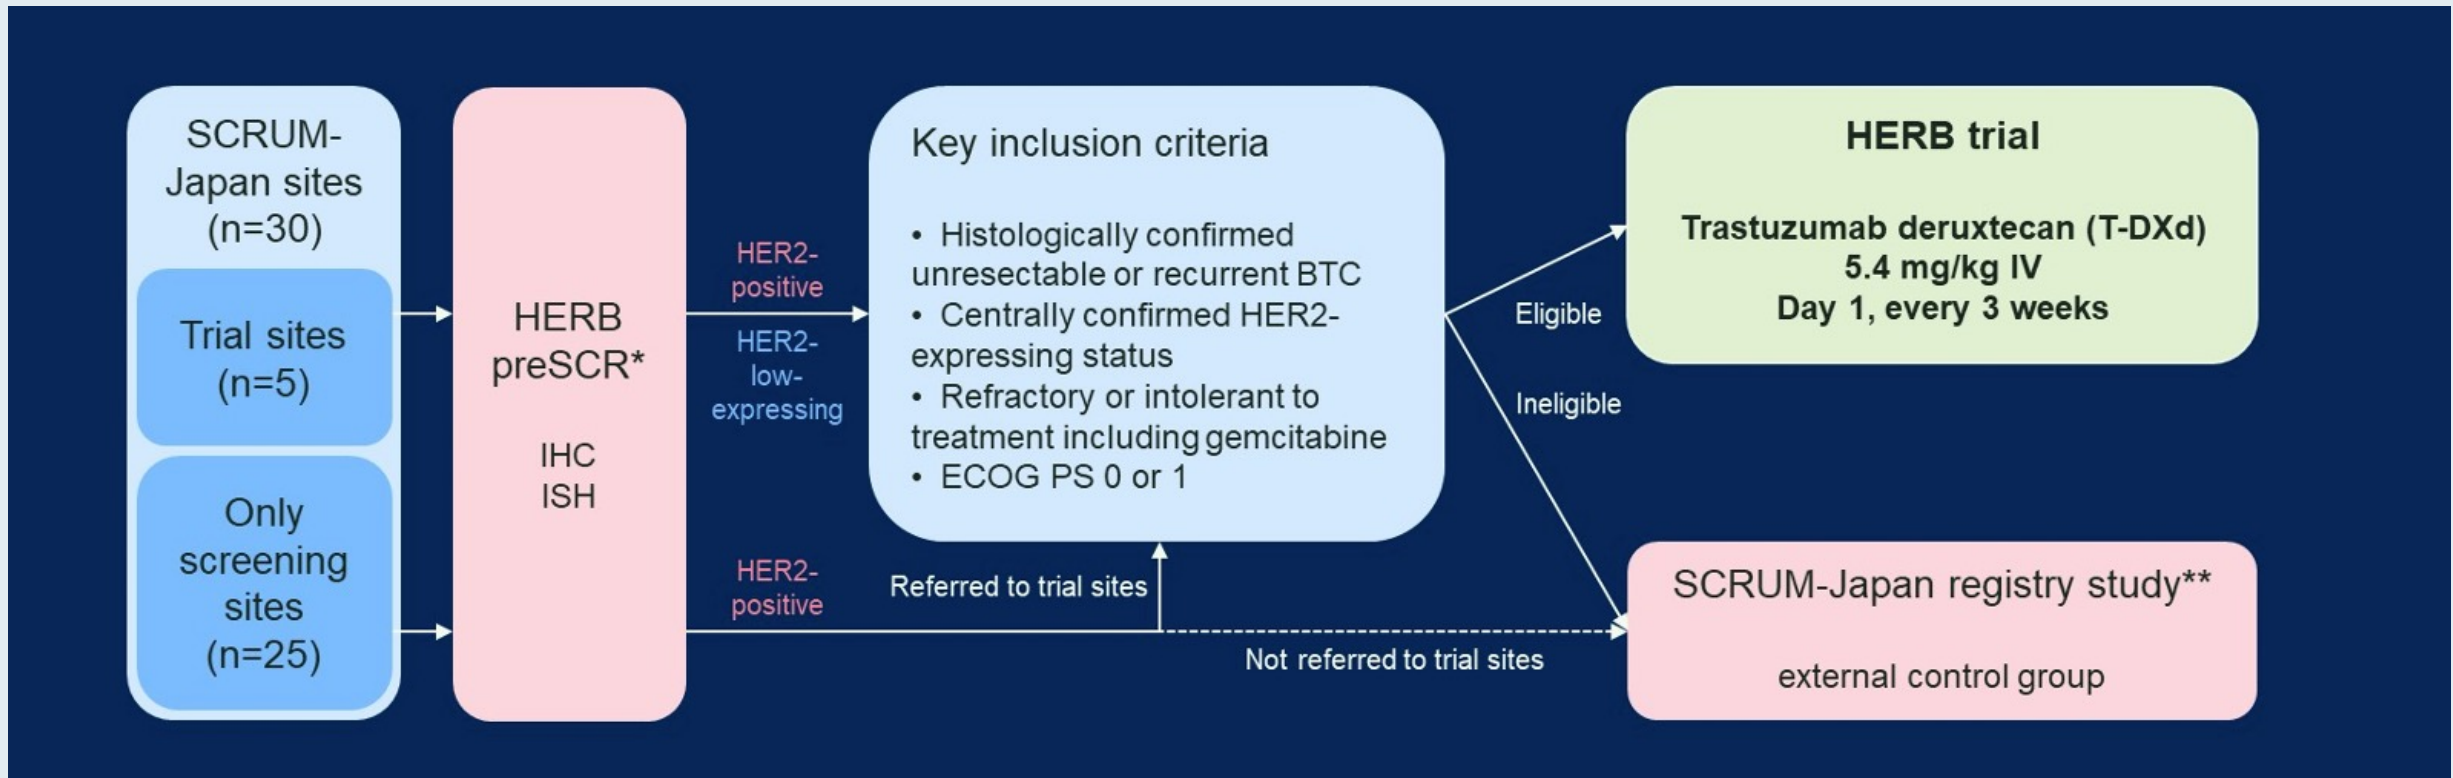 SCRUM-
Japan sites
(n=30)
Trial sites
(n=5)
Only
screening
sites
(n=25)
HERB
preSCR*
IHC
ISH
HER2-
positive
HER2-
low-
expressing
HER2-
positive
Key inclusion criteria
• Histologically confirmed
unresectable or recurrent BTC
• Centrally confirmed HER2-
expressing status
• Refractory or intolerant to
treatment including gemcitabine
• ECOG PS 0 or 1
Referred to trial sites
Not referred to trial sites
Eligible
Ineligible
HERB trial
Trastuzumab deruxtecan (T-DXd)
5.4 mg/kg IV
Day 1, every 3 weeks
SCRUM-Japan registry study**
external control group